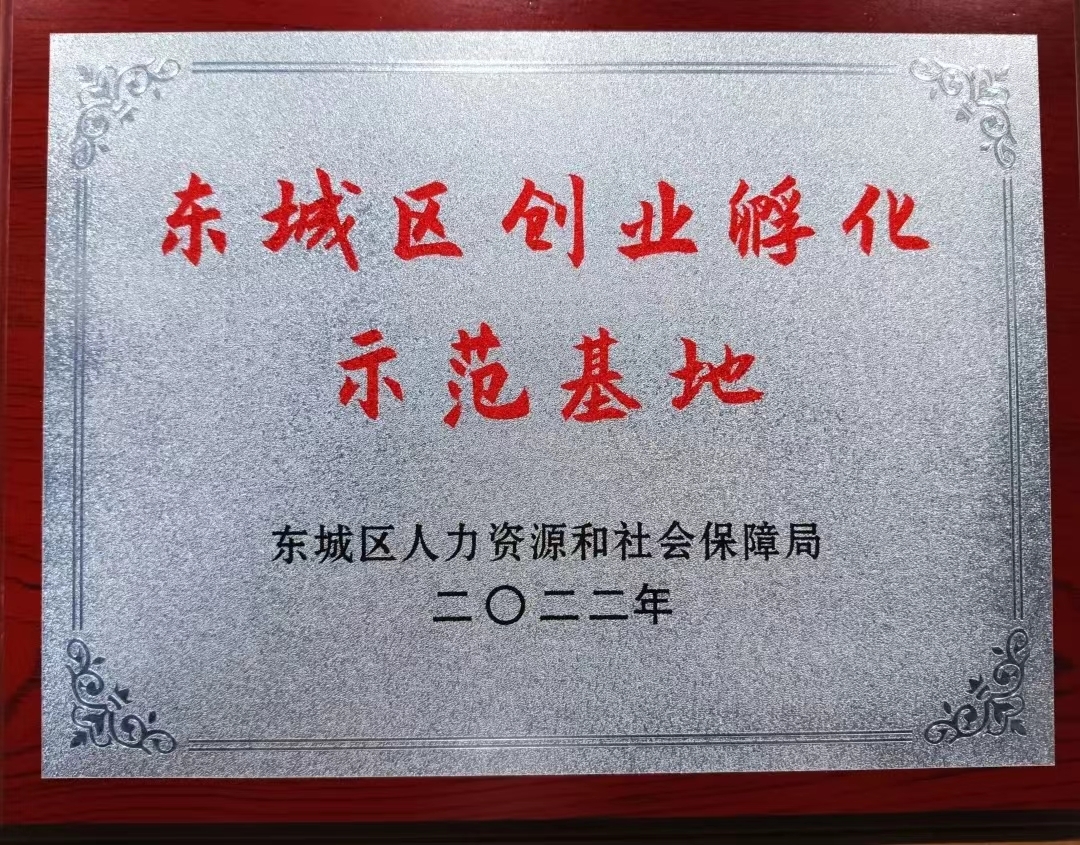 东城区创业孵化
示范基地
东城区人力资源和社会保障局
二〇二二年